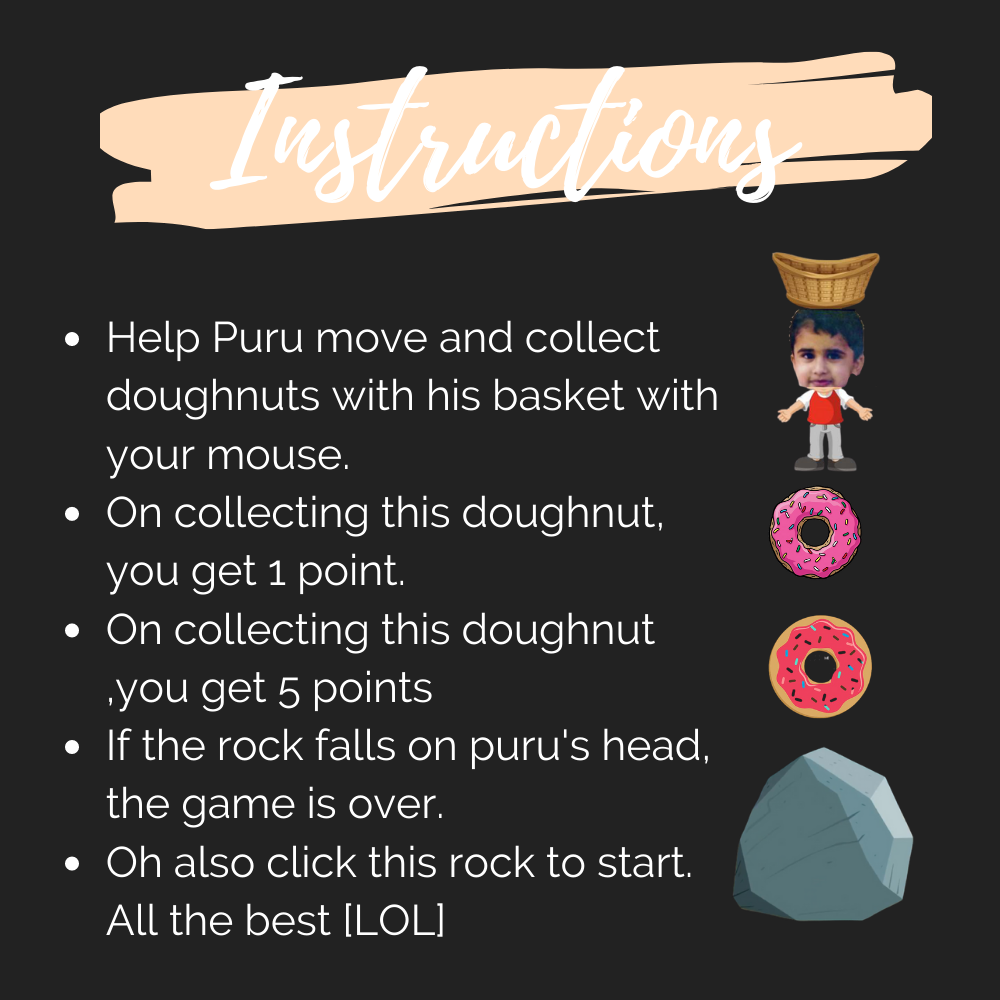 Instructions
• Help Puru move and collect
doughnuts with his basket with
your mouse.
• On collecting this doughnut,
you get 1 point.
• On collecting this doughnut
,you get 5 points
• If the rock falls on puru's head,
the game is over.
• Oh also click this rock to start.
All the best [LOL]